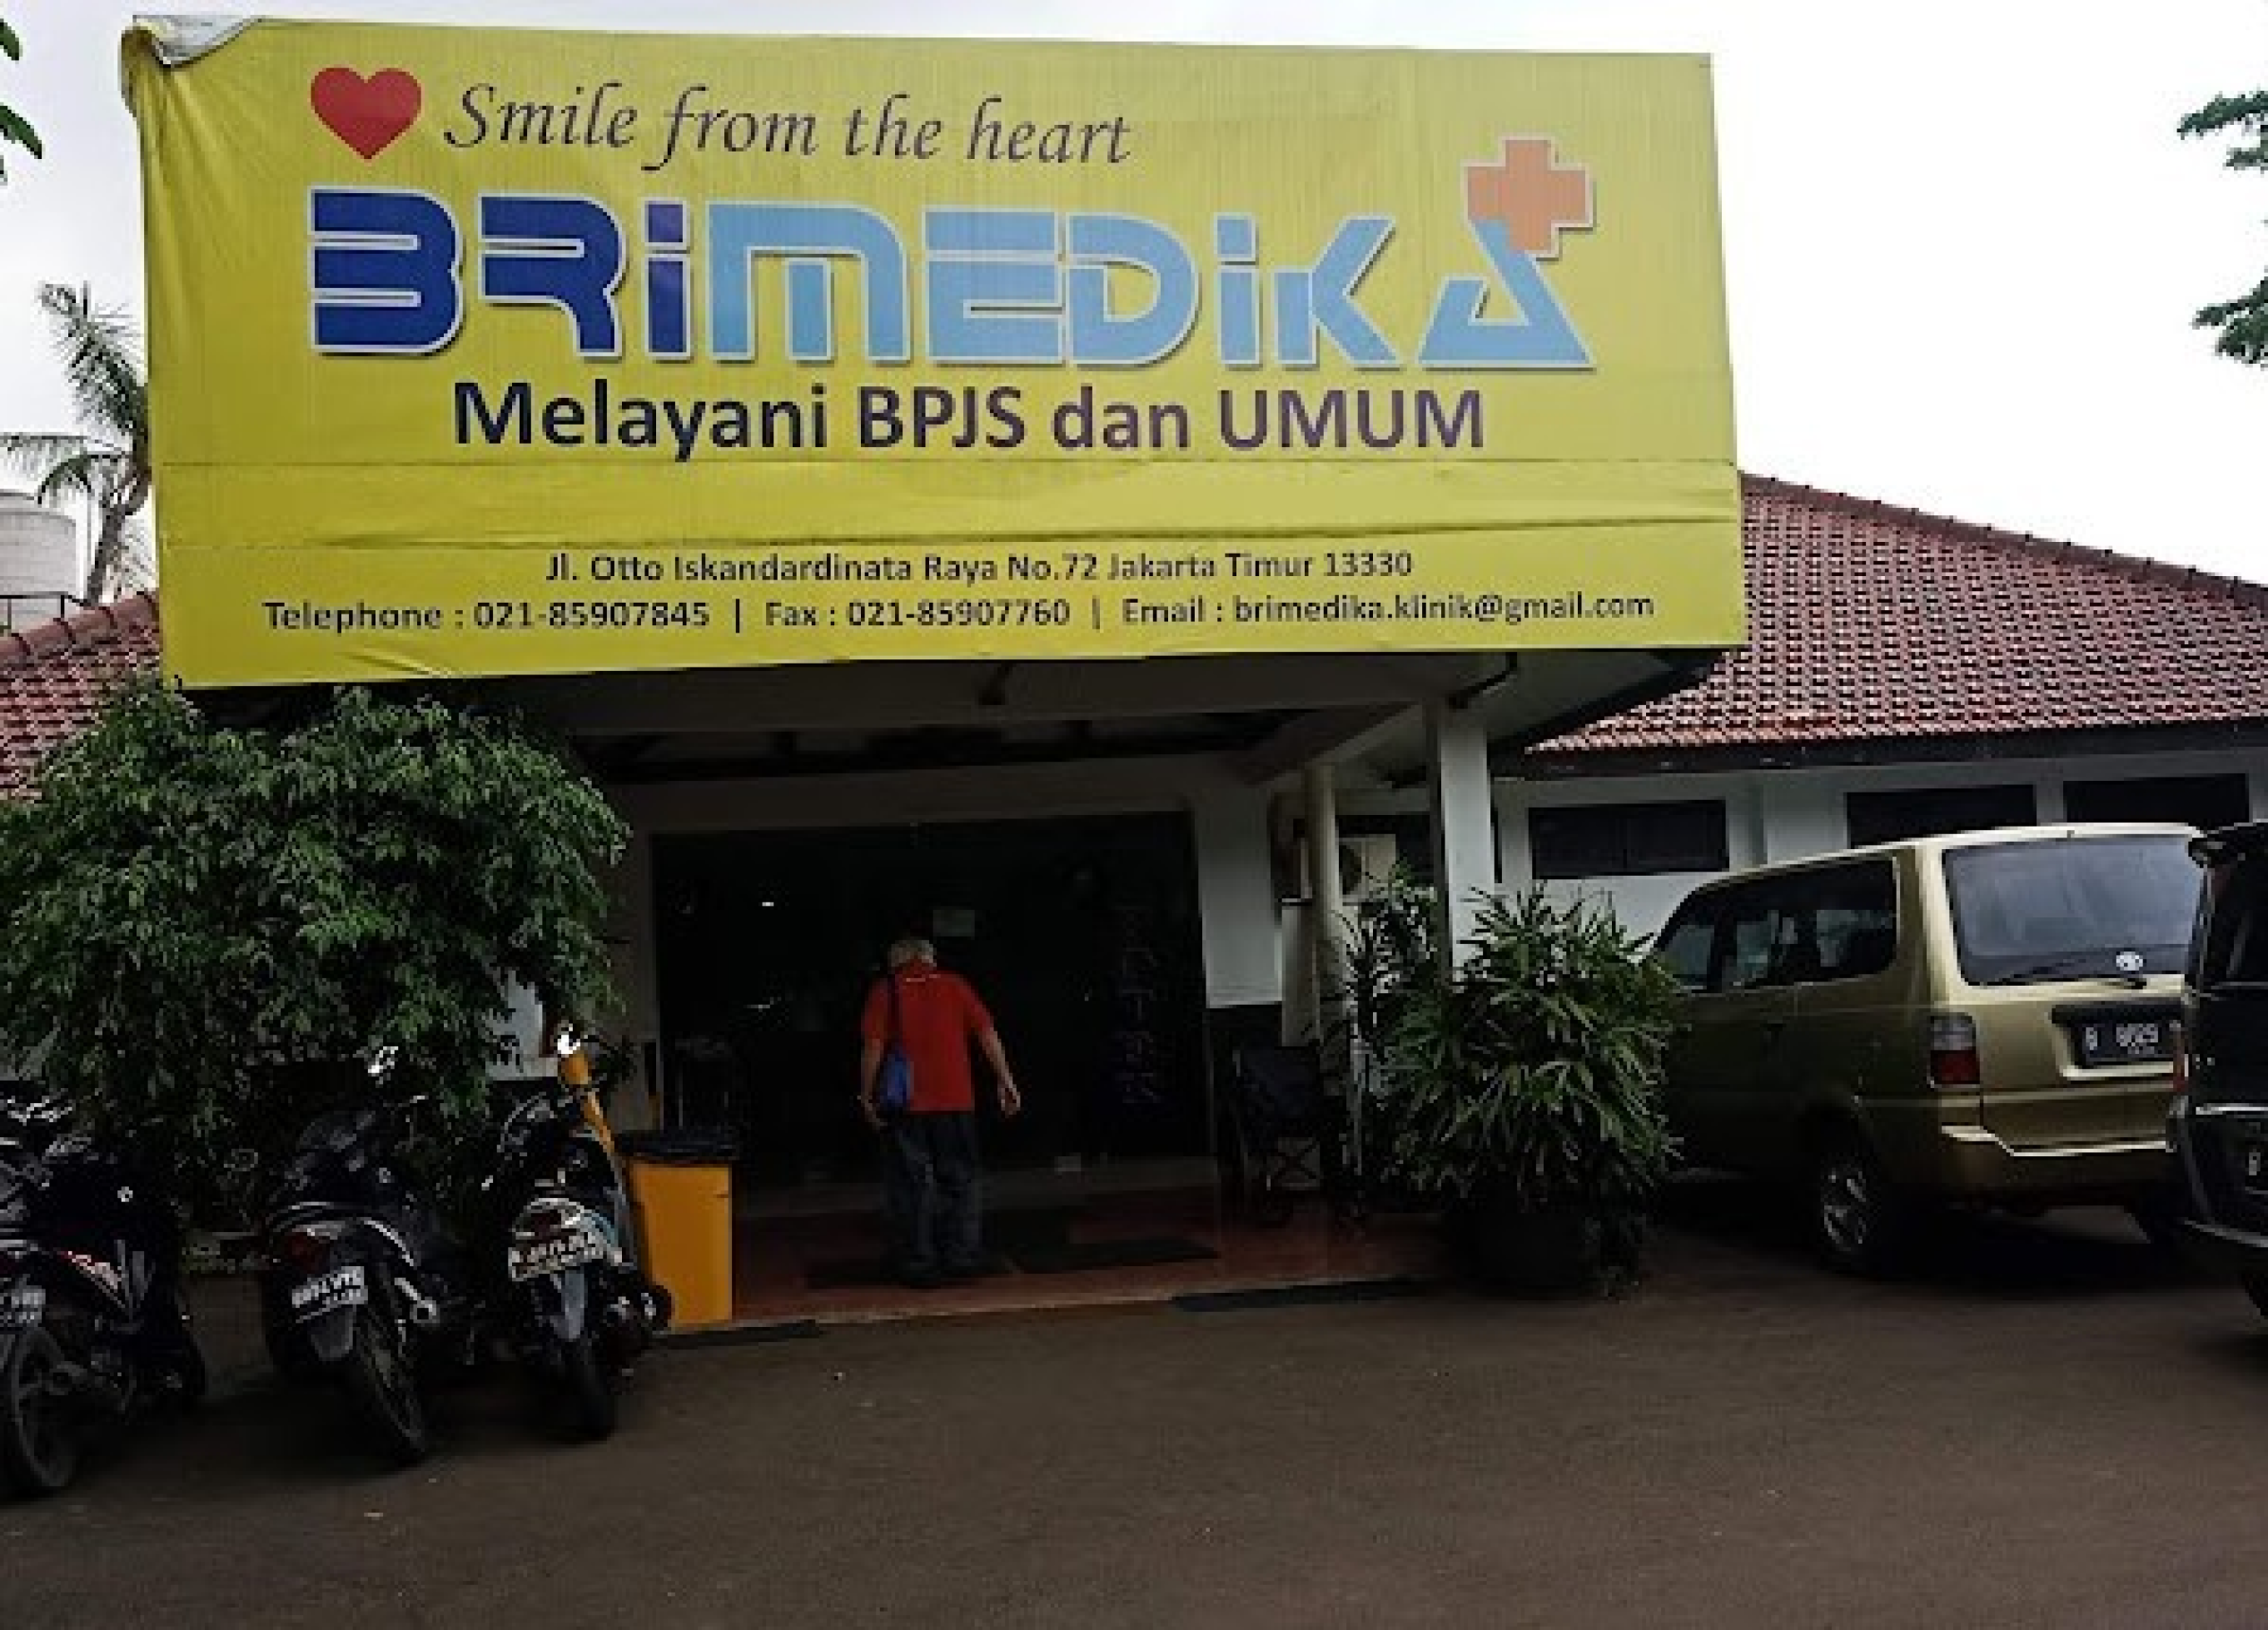 Smile from the heart
BRiMEDiKA
Melayani BPJS dan UMUM
Jl. Otto Iskandardinata Raya No.72 Jakarta Timur 13330
Telephone : 021-85907845 | Fax : 021-85907760 | Email : brimedika.klinik@gmail.com